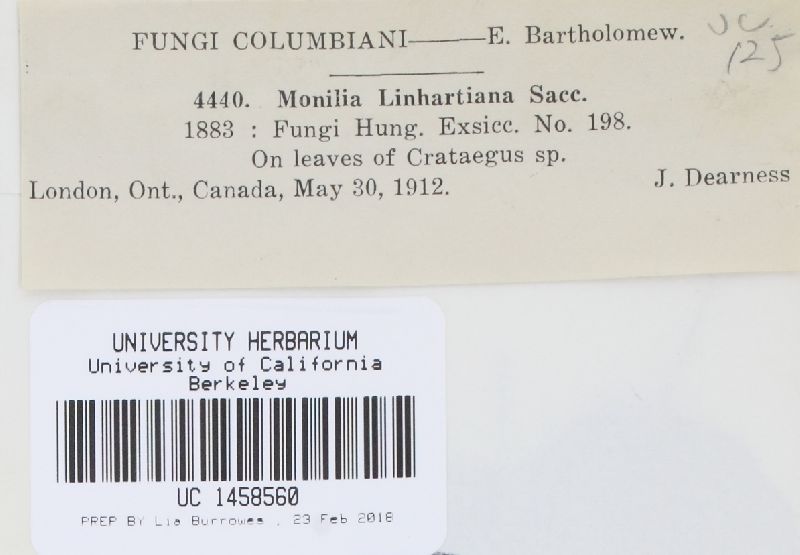 FUNGI COLUMBIANI——E. Bartholomew.
UC.
125
4440. Monilia Linhartiana Sacc.
1883 : Fungi Hung. Exsicc. No. 198.
On leaves of Crataegus sp.
London, Ont., Canada, May 30, 1912. J. Dearness
UNIVERSITY HERBARIUM
University of California
Berkeley
UC 1458560
PREP BY Lia Burrowes , 23 Feb 2018